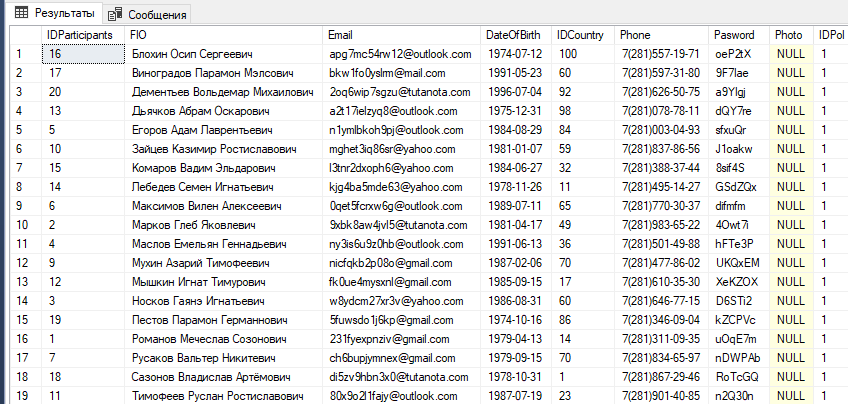 Результаты Сообщения
IDParticipants FIO Email DateOfBirth IDCountry Phone Pasword Photo IDPol
1 16 Блохин Осип Сергеевич apg7mc54rw12@outlook.com 1974-07-12 100 7(281)557-19-71 oeP2tX NULL 1
2 17 Виноградов Парамон Мэлсович bkw1fo0yslrm@mail.com 1991-05-23 60 7(281)597-31-80 9F7lae NULL 1
3 20 Дементьев Вольдемар Михаилович 2oq6wip7sgzu@tutanota.com 1996-07-04 92 7(281)626-50-75 a9YIgj NULL 1
4 13 Дьячков Абрам Оскарович a2t17ielzyq8@outlook.com 1975-12-31 98 7(281)078-78-11 dQY7re NULL 1
5 5 Егоров Адам Лаврентьевич n1ymlbkoh9pj@outlook.com 1984-08-29 84 7(281)003-04-93 sfxuQr NULL 1
6 10 Зайцев Казимир Ростиславович mghet3iq86sr@yahoo.com 1981-01-07 59 7(281)837-86-56 J1oakw NULL 1
7 15 Комаров Вадим Эльдарович l3tnr2dxoph6@yahoo.com 1984-06-27 32 7(281)388-37-44 8sif4S NULL 1
8 14 Лебедев Семен Игнатьевич kjg4ba5mde63@yahoo.com 1978-11-26 11 7(281)495-14-27 GSdZQx NULL 1
9 6 Максимов Вилен Алексеевич 0qet5fcrxw6g@outlook.com 1989-07-11 65 7(281)770-30-37 difmfm NULL 1
10 2 Марков Глеб Яковлевич 9xbk8aw4jvl5@tutanota.com 1981-04-17 49 7(281)983-65-22 4Owt7i NULL 1
11 4 Маслов Емельян Геннадьевич ny3is6u9z0hb@outlook.com 1991-06-13 36 7(281)501-49-88 hFTe3P NULL 1
12 9 Мухин Азарий Тимофеевич nicfqkb2p08o@gmail.com 1987-02-06 70 7(281)477-86-02 UKQxEM NULL 1
13 12 Мышкин Игнат Тимурович fk0ue4mysxnl@gmail.com 1985-09-15 17 7(281)610-35-30 XeKZOX NULL 1
14 3 Носков Гаянэ Игнатьевич w8ydcm27xr3v@yahoo.com 1986-08-31 60 7(281)646-77-15 D6STi2 NULL 1
15 19 Пестов Парамон Германнович 5fuwsdo1j6kp@gmail.com 1974-10-16 86 7(281)346-09-04 kZCPVc NULL 1
16 1 Романов Мечеслав Созонович 231fyexpnziv@gmail.com 1979-04-13 14 7(281)311-09-35 uOqE7m NULL 1
17 7 Русаков Вальтер Никитевич ch6bupjymnex@gmail.com 1979-09-15 70 7(281)834-65-97 nDWPAb NULL 1
18 18 Сазонов Владислав Артёмович di5zv9hbn3x0@tutanota.com 1978-10-31 1 7(281)867-29-46 RoTcGQ NULL 1
19 11 Тимофеев Руслан Ростиславович 80x9o2l1fajy@outlook.com 1987-07-19 23 7(281)901-40-85 n2Q30n NULL 1